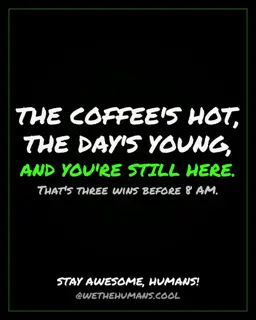 THE COFFEE'S HOT,
THE DAY'S YOUNG,
AND YOU'RE STILL HERE.
THAT'S THREE WINS BEFORE 8 AM.
STAY AWESOME, HUMANS!
@WETHEHUMANS.COOL